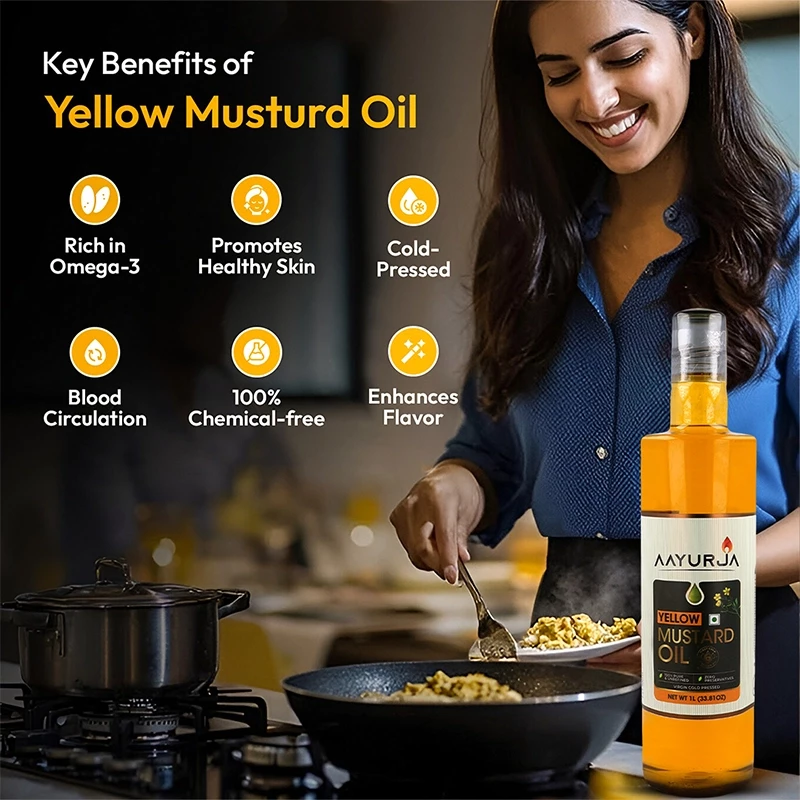 Key Benefits of
Yellow Musturd Oil
Rich in
Omega-3
Promotes
Healthy Skin
Cold-
Pressed
Blood
Circulation
100%
Chemical-free
Enhances
Flavor
AAYURJA
YELLOW
MUSTARD
OIL
VIRGIN COLD PRESSED
NET WT 1L (33.81OZ)